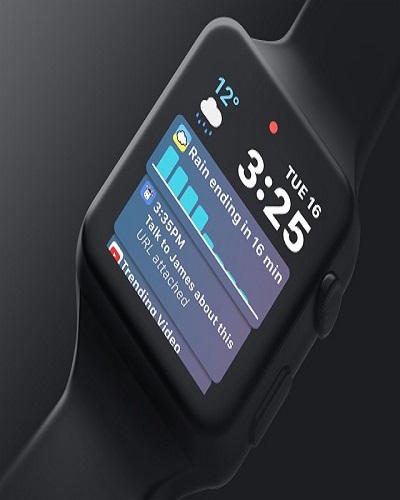 12°
TUE 16
3:25
Rain ending in 16 min
3:35PM
Talk to James about this
URL attached
Trending Video